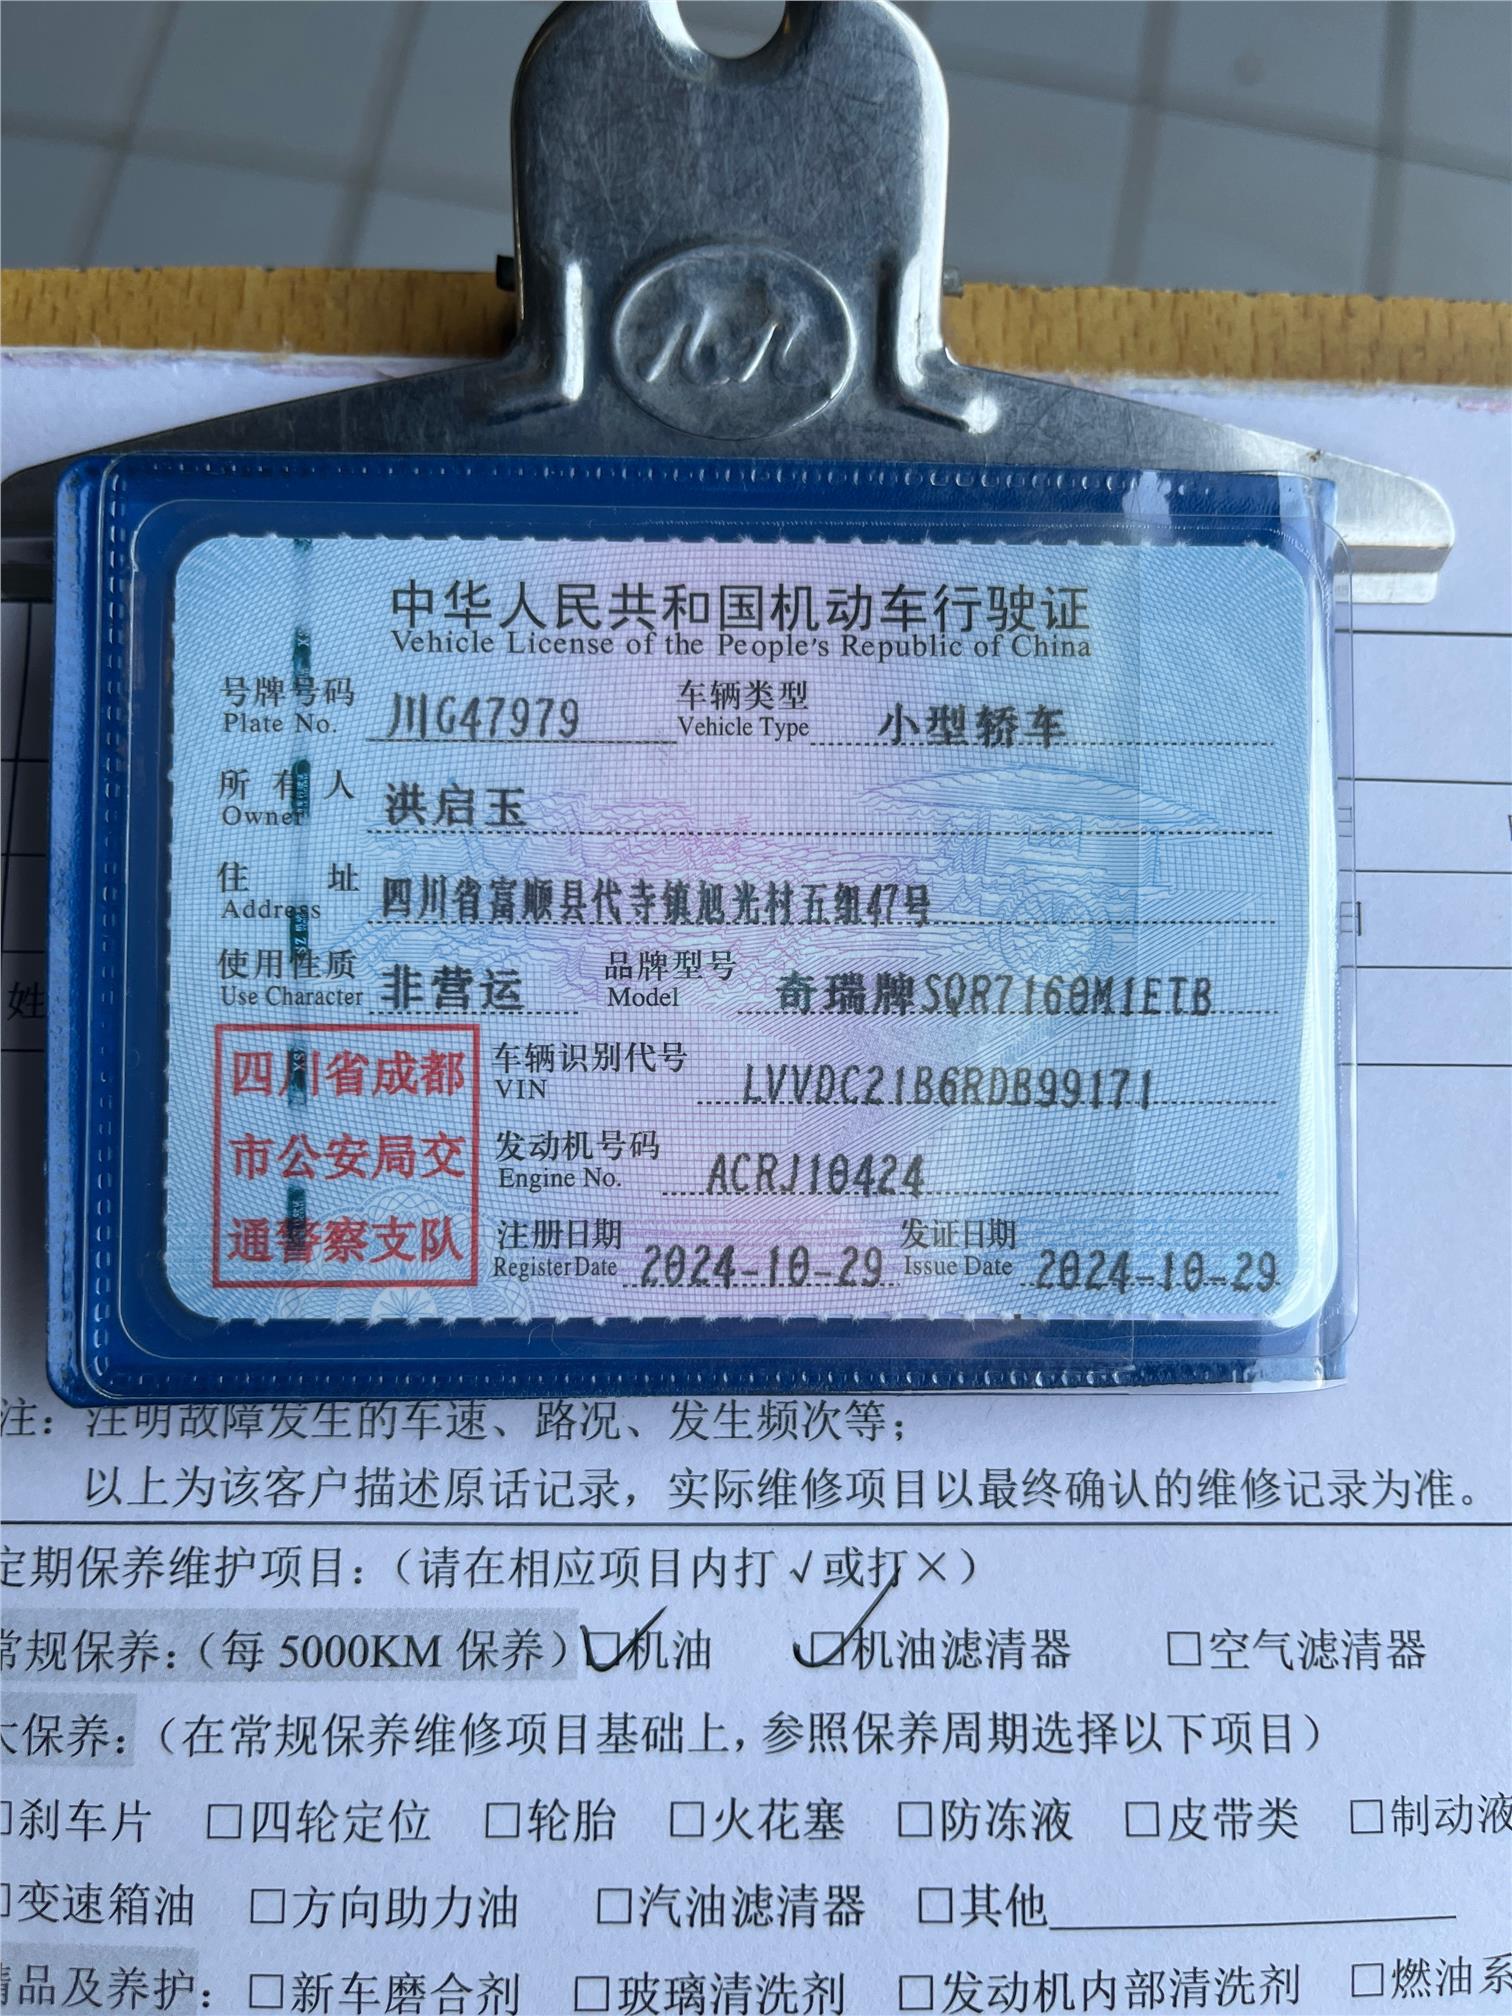 中华人民共和国机动车行驶证
Vehicle License of the People's Republic of China
号牌号码 川G47979 车辆类型 小型轿车
Plate No. Vehicle Type
所有人 洪启玉
Owner
住址 四川省富顺县代寺镇旭光村五组47号
Address
使用性质 非营运 品牌型号 奇瑞牌SQR7160M1ETB
Use Character Model
四川省成都
市公安局交
通警察支队
车辆识别代号 LVVDC21B6RDB99171
VIN
发动机号码 ACRJ10424
Engine No.
注册日期 2024-10-29 发证日期 2024-10-29
Register Date Issue Date
姓
注：注明故障发生的车速、路况、发生频次等；
以上为该客户描述原话记录，实际维修项目以最终确认的维修记录为准。
定期保养维护项目：（请在相应项目内打√或打×）
常规保养：（每 5000KM 保养）☑机油 ☑机油滤清器 □空气滤清器
大保养：（在常规保养维修项目基础上，参照保养周期选择以下项目）
□刹车片 □四轮定位 □轮胎 □火花塞 □防冻液 □皮带类 □制动液
□变速箱油 □方向助力油 □汽油滤清器 □其他
精品及养护：□新车磨合剂 □玻璃清洗剂 □发动机内部清洗剂 □燃油系